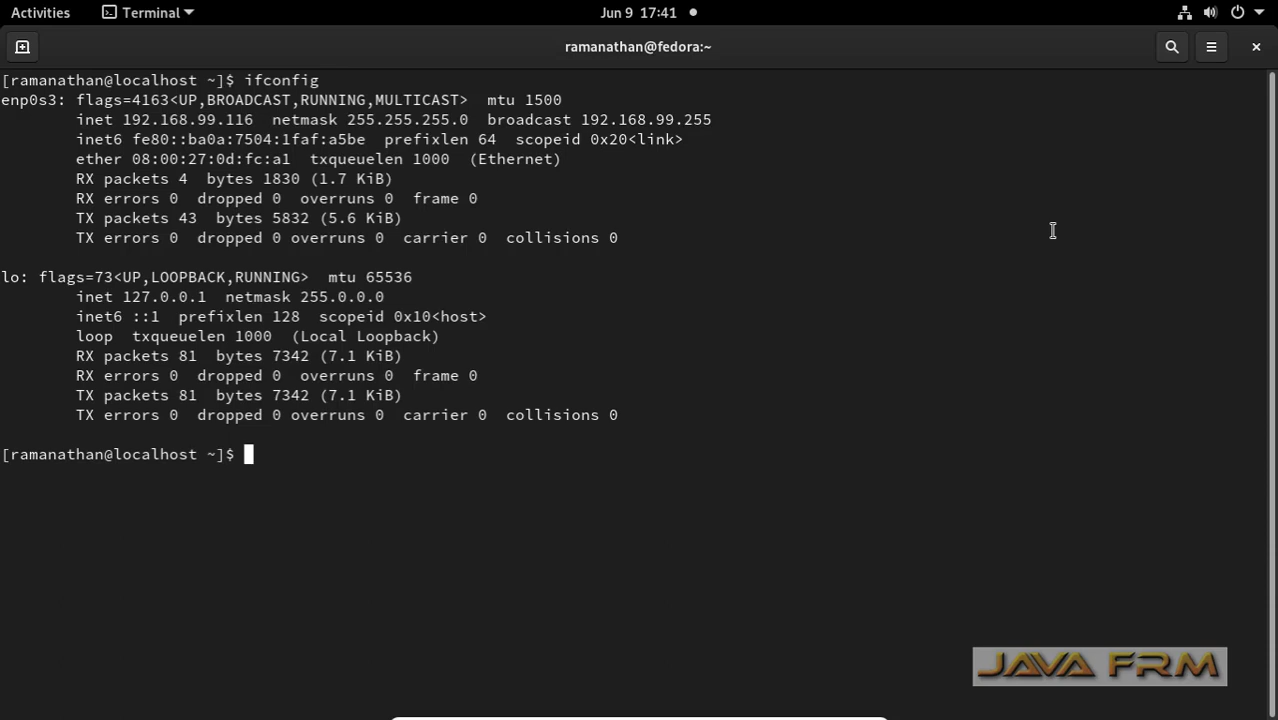 Activities Terminal Jun 9 17:41
ramanathan@fedora:~
[ramanathan@localhost ~]$ ifconfig
enp0s3: flags=4163<UP,BROADCAST,RUNNING,MULTICAST>  mtu 1500
        inet 192.168.99.116  netmask 255.255.255.0  broadcast 192.168.99.255
        inet6 fe80::ba0a:7504:1faf:a5be  prefixlen 64  scopeid 0x20<link>
        ether 08:00:27:0d:fc:a1  txqueuelen 1000  (Ethernet)
        RX packets 4  bytes 1830 (1.7 KiB)
        RX errors 0  dropped 0  overruns 0  frame 0
        TX packets 43  bytes 5832 (5.6 KiB)
        TX errors 0  dropped 0 overruns 0  carrier 0  collisions 0
lo: flags=73<UP,LOOPBACK,RUNNING>  mtu 65536
        inet 127.0.0.1  netmask 255.0.0.0
        inet6 ::1  prefixlen 128  scopeid 0x10<host>
        loop  txqueuelen 1000  (Local Loopback)
        RX packets 81  bytes 7342 (7.1 KiB)
        RX errors 0  dropped 0  overruns 0  frame 0
        TX packets 81  bytes 7342 (7.1 KiB)
        TX errors 0  dropped 0 overruns 0  carrier 0  collisions 0
[ramanathan@localhost ~]$
JAVA FRM